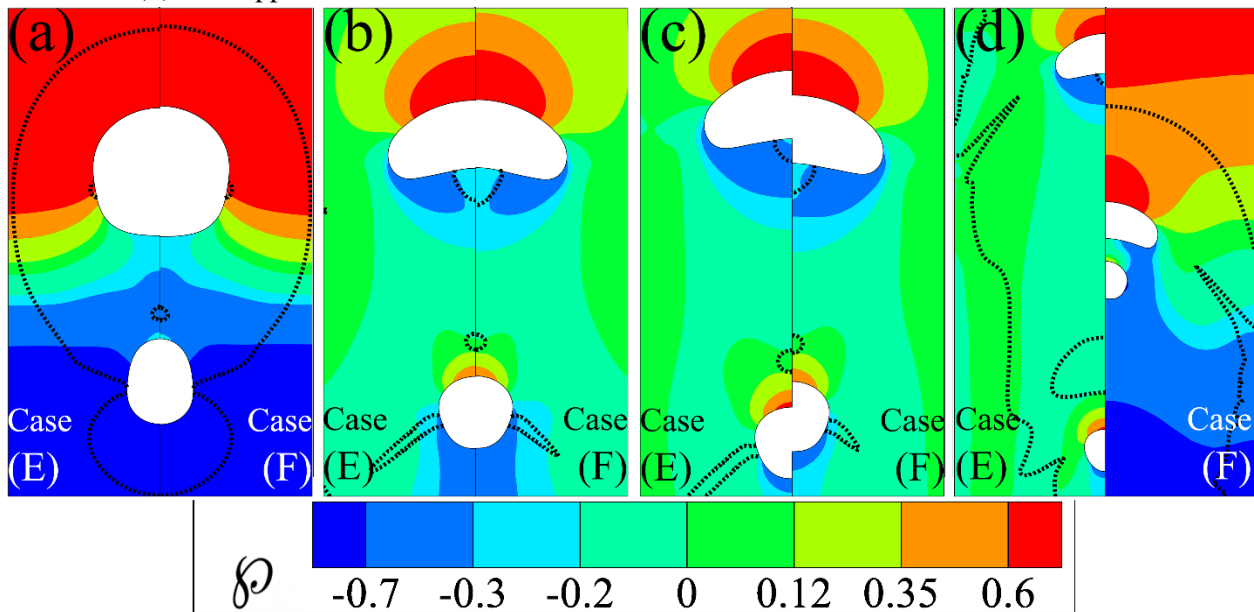 (a) (b) (c) (d)
Case Case Case Case Case Case Case Case
(E) (F) (E) (F) (E) (F) (E) (F)
℘ -0.7 -0.3 -0.2 0 0.12 0.35 0.6